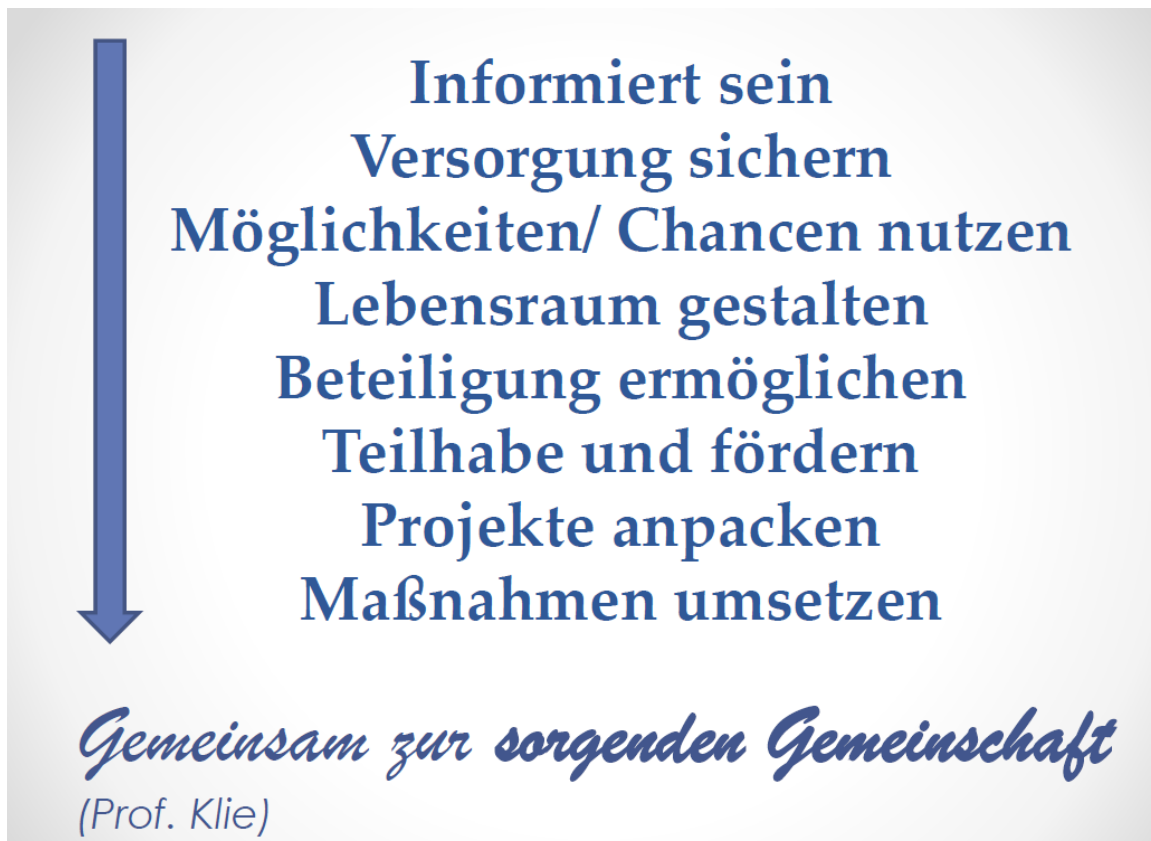 Informiert sein
Versorgung sichern
Möglichkeiten/ Chancen nutzen
Lebensraum gestalten
Beteiligung ermöglichen
Teilhabe und fördern
Projekte anpacken
Maßnahmen umsetzen
Gemeinsam zur sorgenden Gemeinschaft
(Prof. Klie)